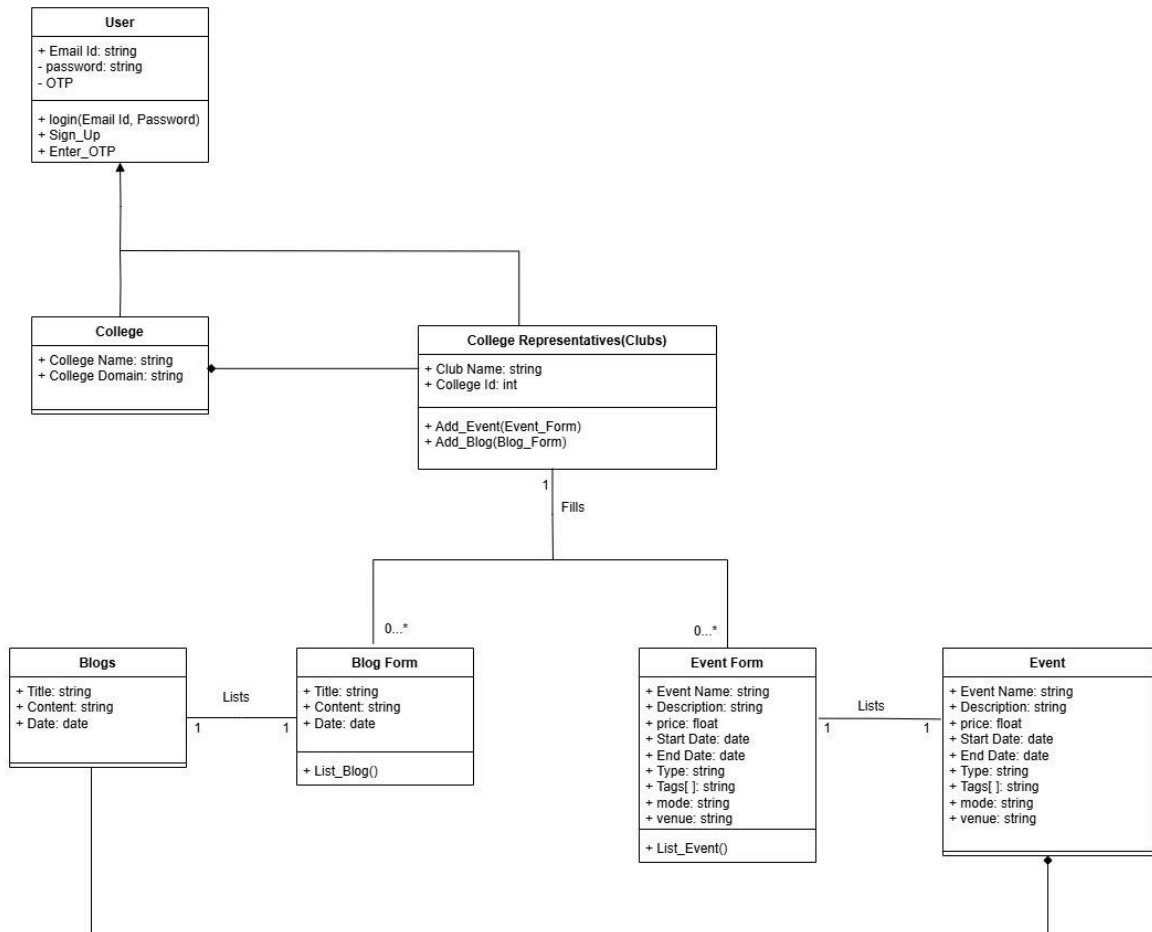 User
+ Email Id: string
- password: string
- OTP
+ login(Email Id, Password)
+ Sign_Up
+ Enter_OTP
College
+ College Name: string
+ College Domain: string
College Representatives(Clubs)
+ Club Name: string
+ College Id: int
+ Add_Event(Event_Form)
+ Add_Blog(Blog_Form)
1
Fills
0...*
0...*
Blogs
+ Title: string
+ Content: string
+ Date: date
Lists
1
1
Blog Form
+ Title: string
+ Content: string
+ Date: date
+ List_Blog()
Event Form
+ Event Name: string
+ Description: string
+ price: float
+ Start Date: date
+ End Date: date
+ Type: string
+ Tags[ ]: string
+ mode: string
+ venue: string
+ List_Event()
Lists
1
1
Event
+ Event Name: string
+ Description: string
+ price: float
+ Start Date: date
+ End Date: date
+ Type: string
+ Tags[ ]: string
+ mode: string
+ venue: string